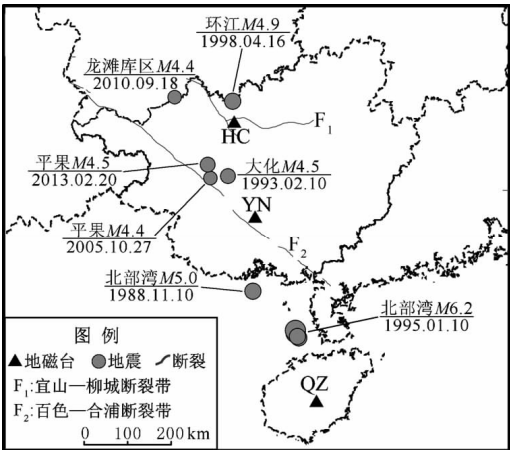 环江M4.9
1998.04.16
龙滩库区M4.4
2010.09.18
F₁
HC
平果M4.5
2013.02.20
大化M4.5
1993.02.10
YN
平果M4.4
2005.10.27
F₂
北部湾M5.0
1988.11.10
北部湾M6.2
1995.01.10
QZ
图 例
地磁台 地震 断裂
F₁:宜山—柳城断裂带
F₂:百色—合浦断裂带
0 100 200 km